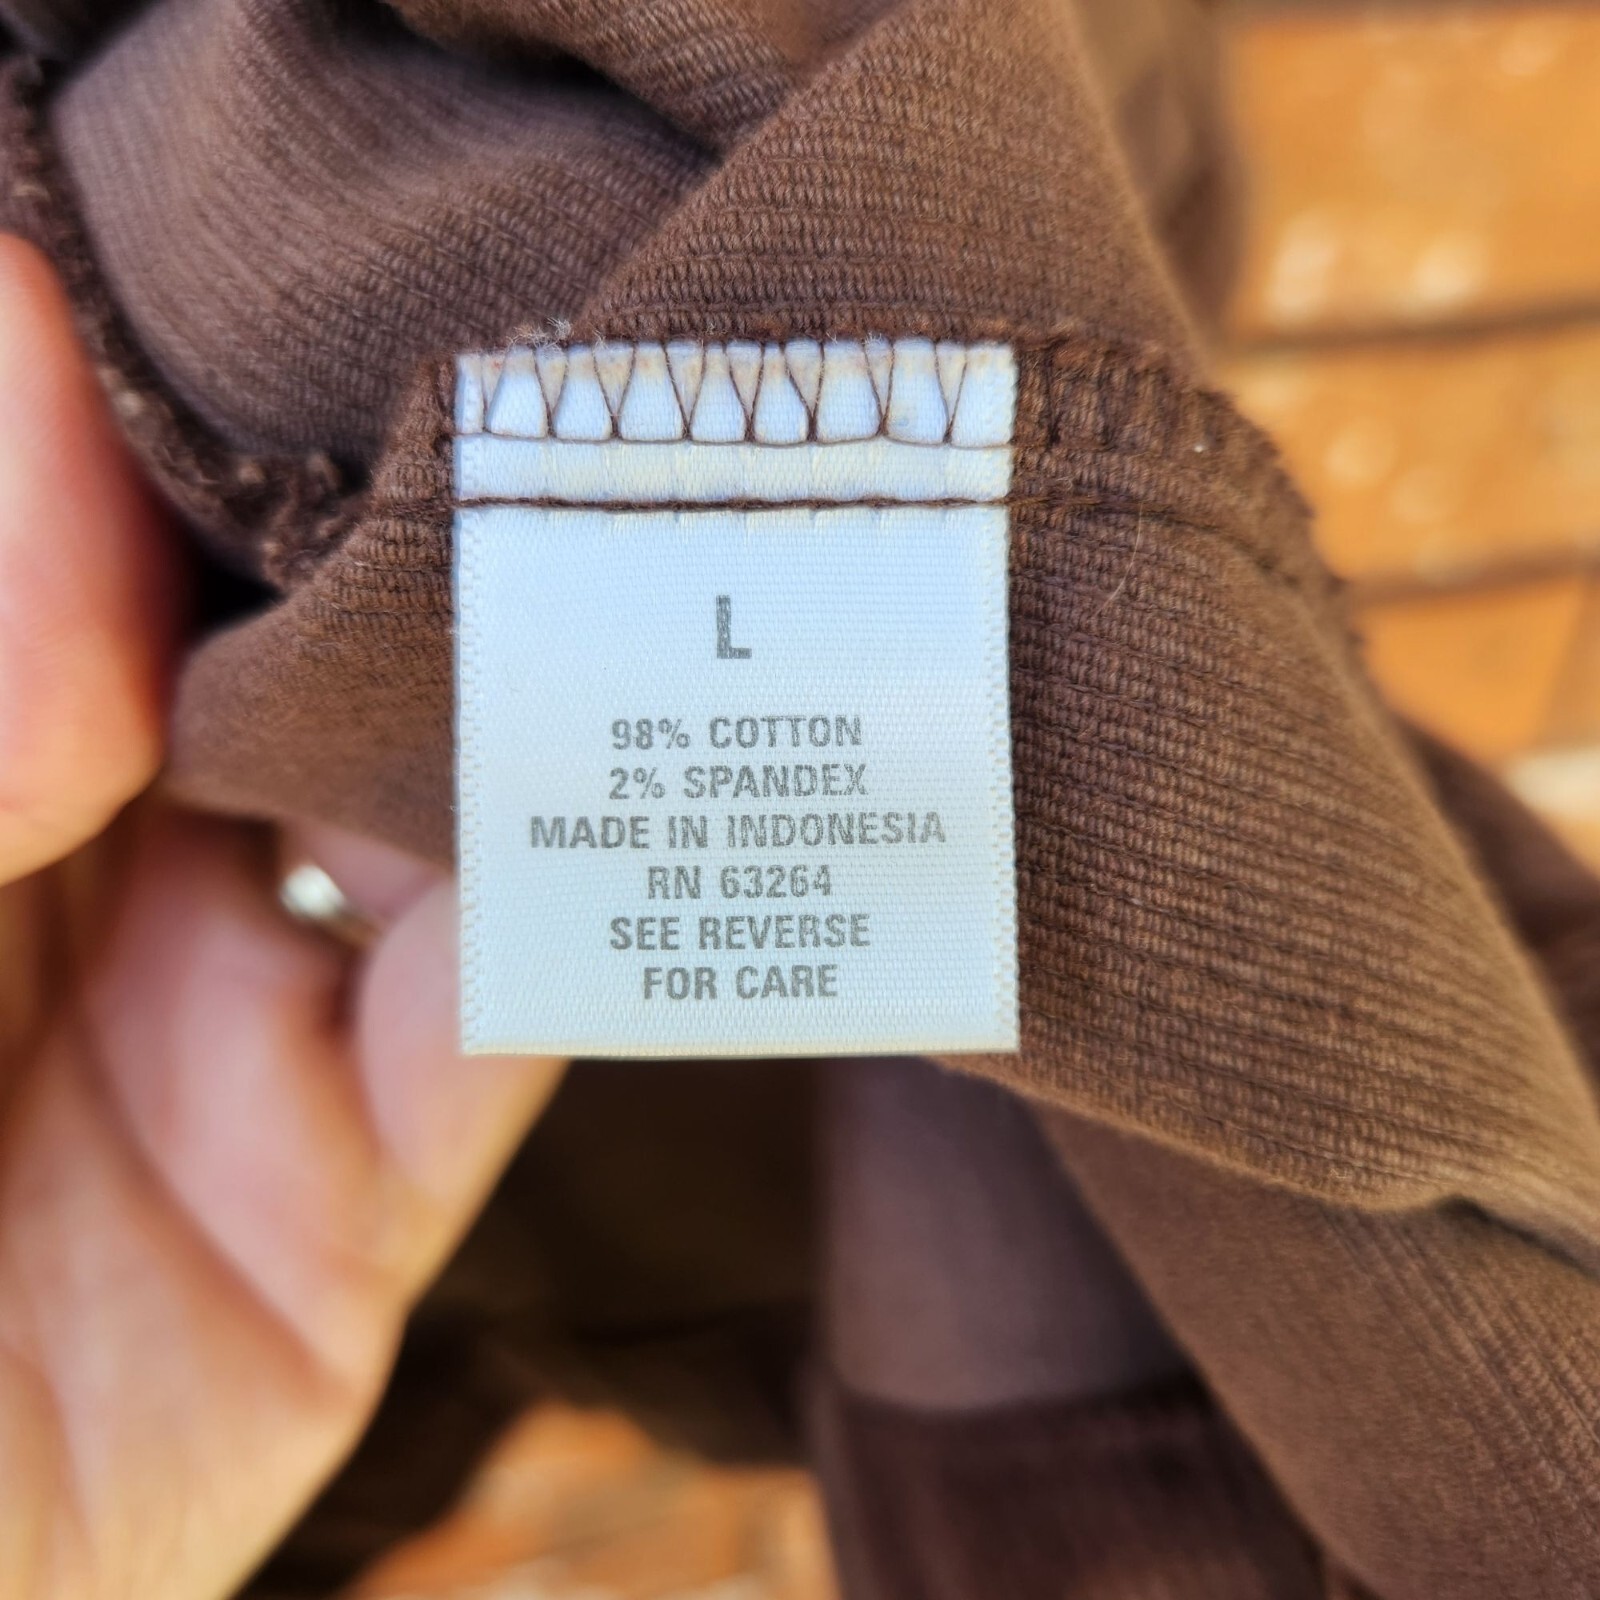 L
98% COTTON
2% SPANDEX
MADE IN INDONESIA
RN 63264
SEE REVERSE
FOR CARE